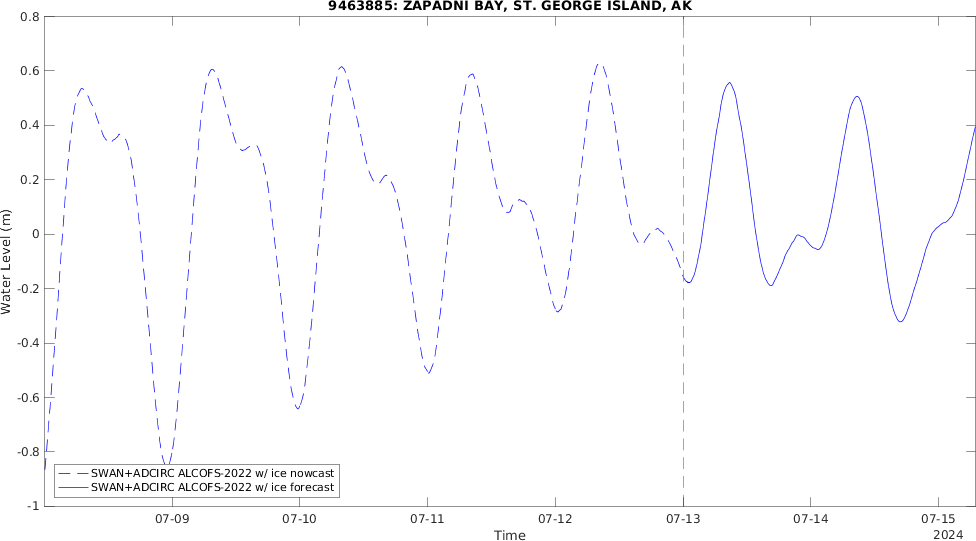 9463885: ZAPADNI BAY, ST. GEORGE ISLAND, AK
0.8
0.6
0.4
0.2
0
-0.2
-0.4
-0.6
-0.8
-1
Water Level (m)
SWAN+ADCIRC ALCOFS-2022 w/ ice nowcast
SWAN+ADCIRC ALCOFS-2022 w/ ice forecast
07-09 07-10 07-11 07-12 07-13 07-14 07-15
Time
2024